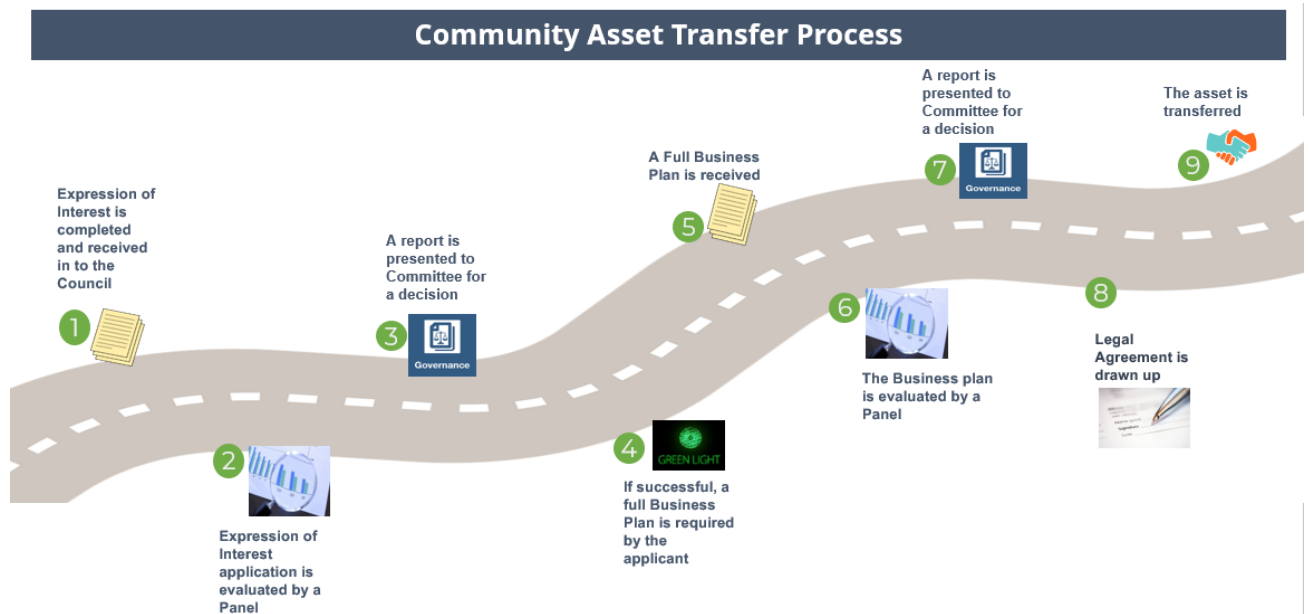 Community Asset Transfer Process
1
Expression of
Interest is
completed
and received
in to the
Council
2
Expression of
Interest
application is
evaluated by a
Panel
3
A report is
presented to
Committee for
a decision
Governance
4
GREEN LIGHT
If successful, a
full Business
Plan is required
by the
applicant
5
A Full Business
Plan is received
6
The Business plan
is evaluated by a
Panel
7
A report is
presented to
Committee for
a decision
Governance
8
Legal
Agreement is
drawn up
Signature
9
The asset is
transferred